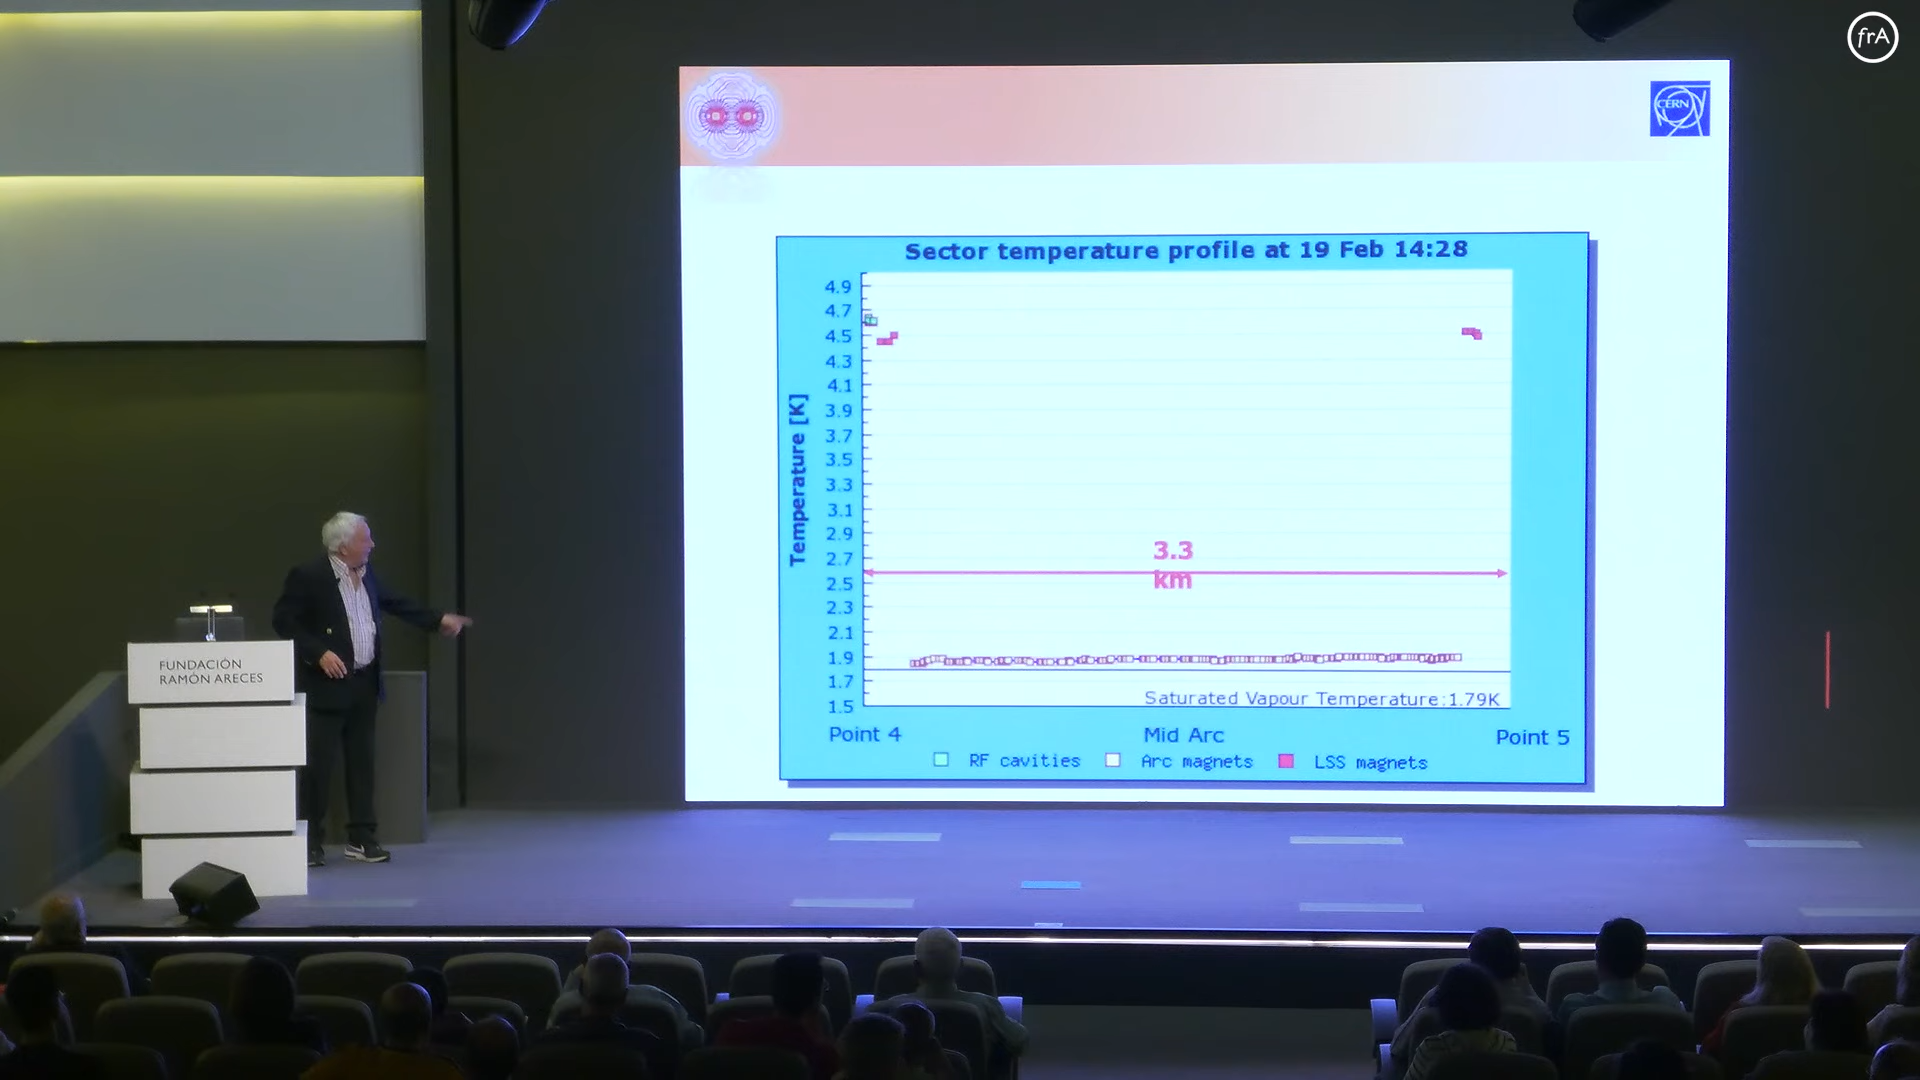 frA
CERN
Sector temperature profile at 19 Feb 14:28
Temperature [K]
4.9
4.7
4.5
4.3
4.1
3.9
3.7
3.5
3.3
3.1
2.9
2.7
2.5
2.3
2.1
1.9
1.7
1.5
3.3
km
Saturated Vapour Temperature:1.79K
Point 4
Mid Arc
Point 5
RF cavities
Arc magnets
LSS magnets
FUNDACIÓN
RAMÓN ARECES